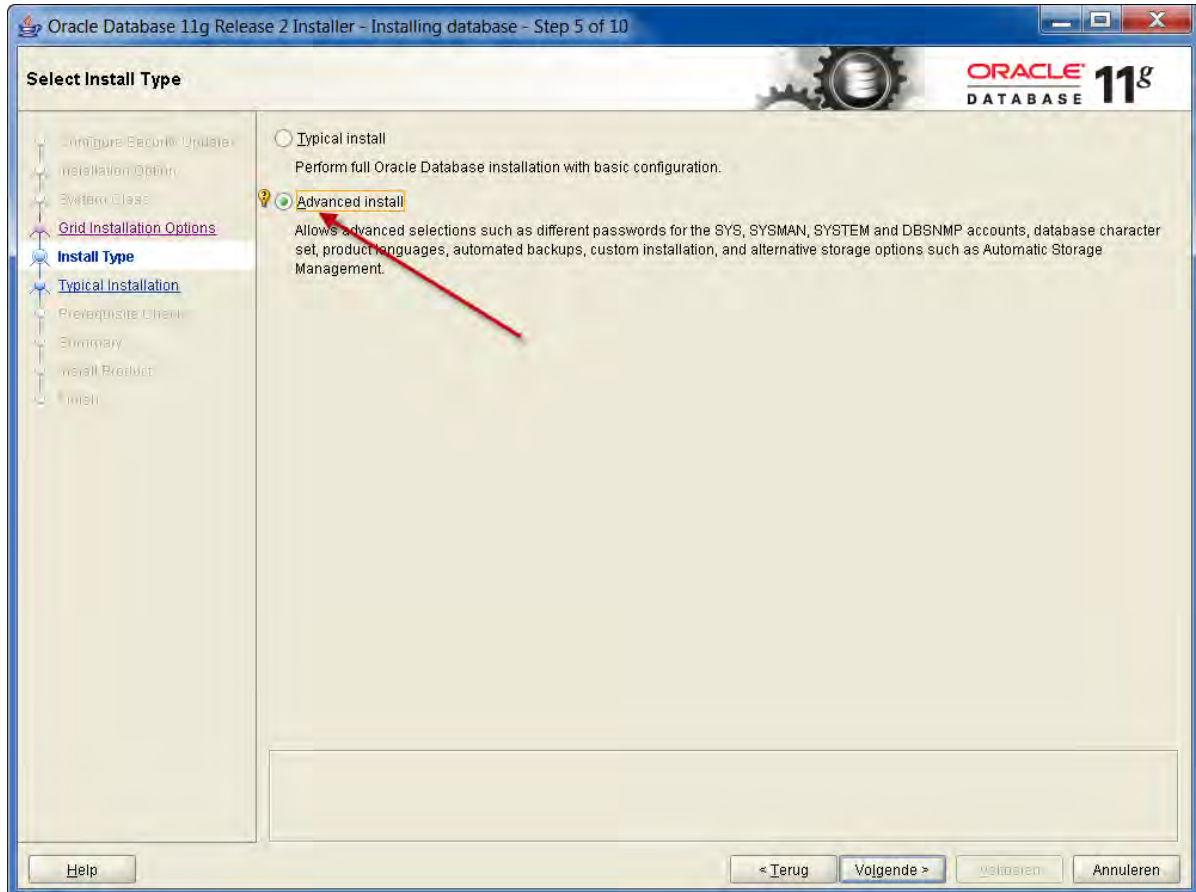 Oracle Database 11g Release 2 Installer - Installing database - Step 5 of 10
Select Install Type
ORACLE 11g
DATABASE
Configure Security Updates
Installation Option
System Class
Grid Installation Options
Install Type
Typical Installation
Prerequisite Checks
Summary
Install Product
Finish
Typical install
Perform full Oracle Database installation with basic configuration.
Advanced install
Allows advanced selections such as different passwords for the SYS, SYSMAN, SYSTEM and DBSNMP accounts, database character
set, product languages, automated backups, custom installation, and alternative storage options such as Automatic Storage
Management.
Help
< Terug
Volgende >
Annuleren